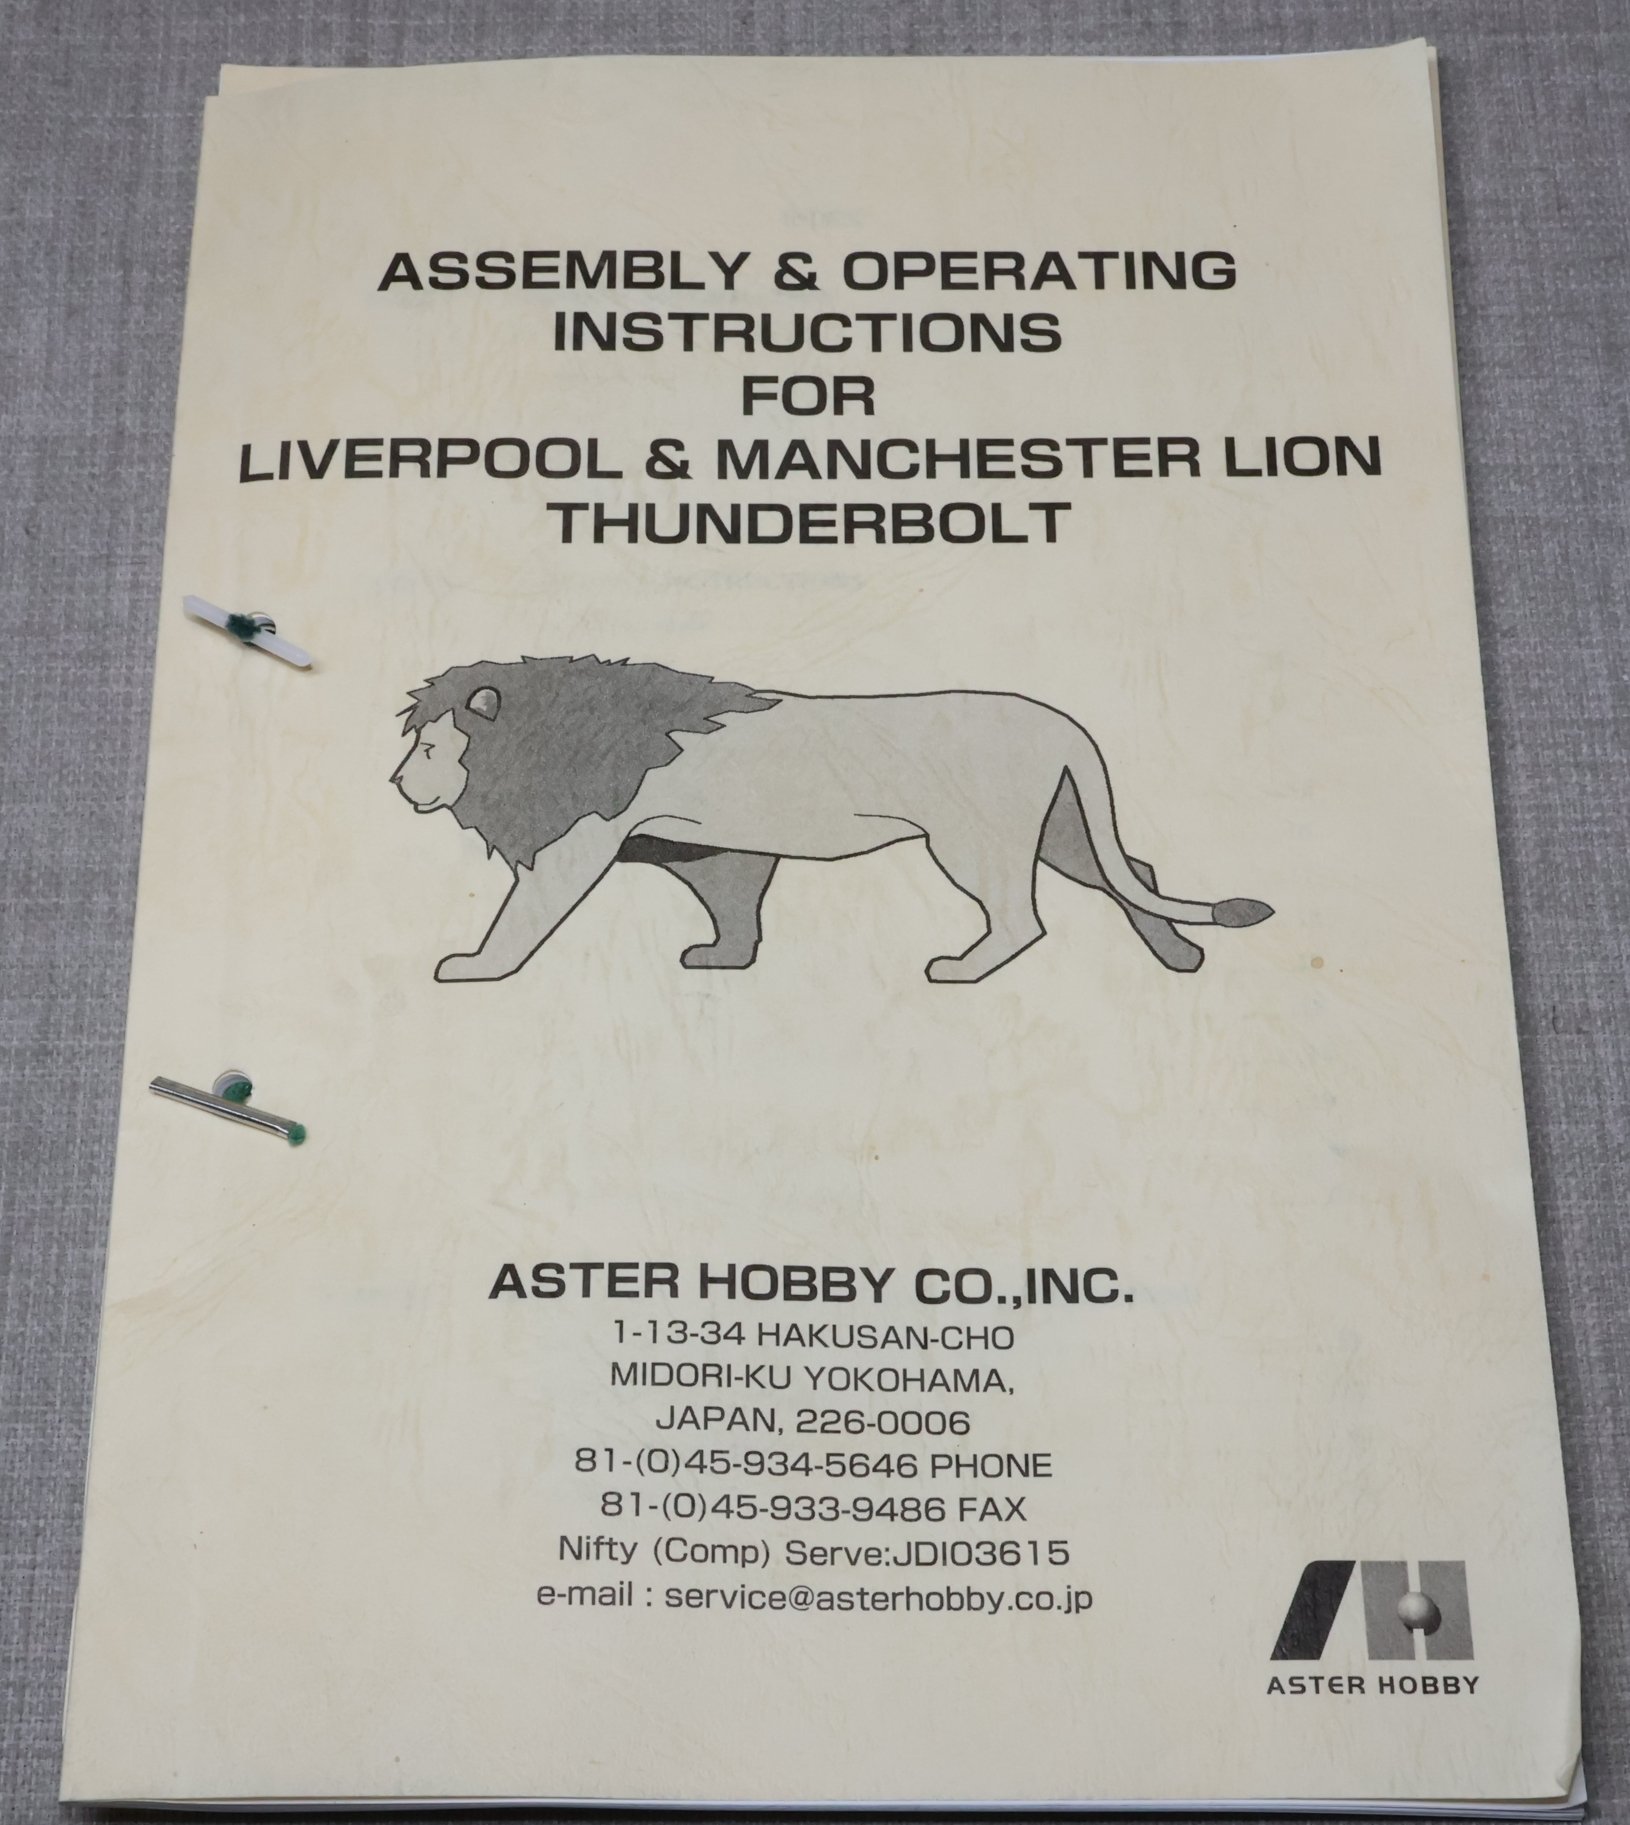 ASSEMBLY & OPERATING
INSTRUCTIONS
FOR
LIVERPOOL & MANCHESTER LION
THUNDERBOLT
ASTER HOBBY CO.,INC.
1-13-34 HAKUSAN-CHO
MIDORI-KU YOKOHAMA,
JAPAN, 226-0006
81-(0)45-934-5646 PHONE
81-(0)45-933-9486 FAX
Nifty (Comp) Serve:JDI03615
e-mail : service@asterhobby.co.jp
ASTER HOBBY